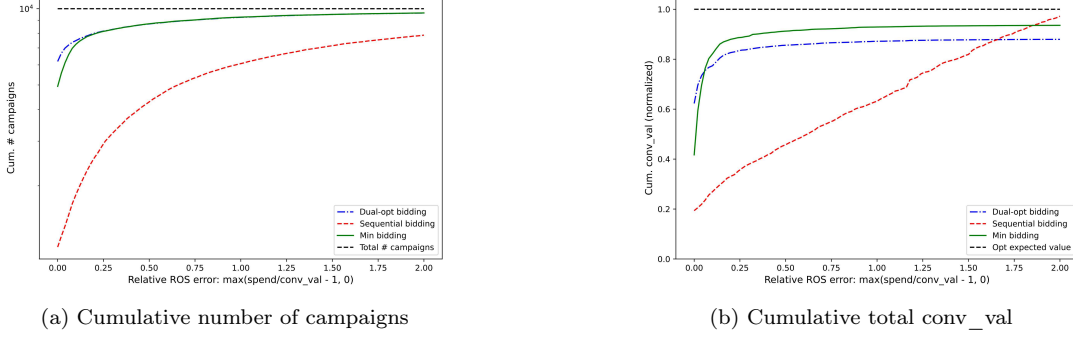 10⁴
Cum. # campaigns
Dual-opt bidding
Sequential bidding
Min bidding
Total # campaigns
0.00 0.25 0.50 0.75 1.00 1.25 1.50 1.75 2.00
Relative ROS error: max(spend/conv_val - 1, 0)
(a) Cumulative number of campaigns
1.0
0.8
0.6
0.4
0.2
0.0
Cum. conv_val (normalized)
Dual-opt bidding
Sequential bidding
Min bidding
Opt expected value
0.00 0.25 0.50 0.75 1.00 1.25 1.50 1.75 2.00
Relative ROS error: max(spend/conv_val - 1, 0)
(b) Cumulative total conv_val